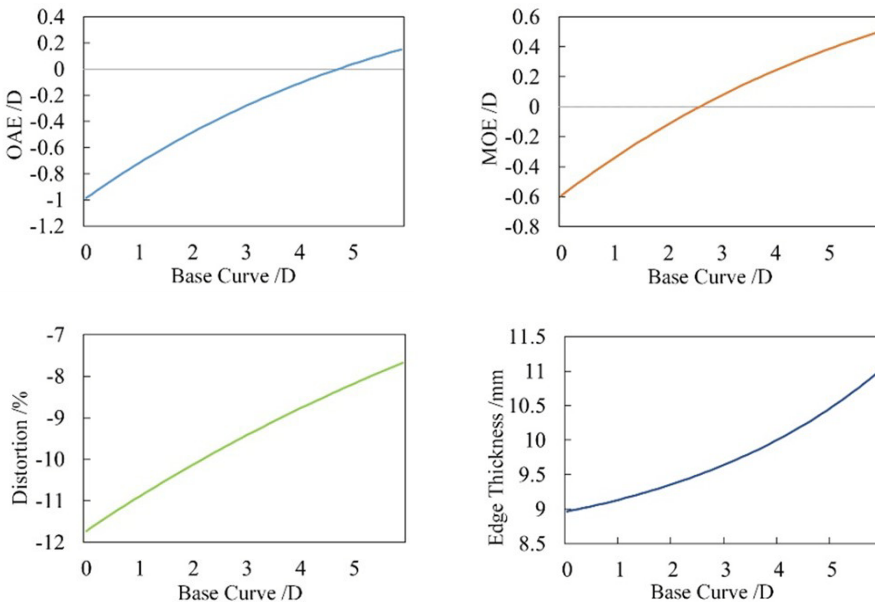 OAE /D
0.4
0.2
0
-0.2
-0.4
-0.6
-0.8
-1
-1.2
0 1 2 3 4 5
Base Curve /D
MOE /D
0.6
0.4
0.2
0
-0.2
-0.4
-0.6
-0.8
0 1 2 3 4 5
Base Curve /D
Distortion /%
-7
-8
-9
-10
-11
-12
0 1 2 3 4 5
Base Curve /D
Edge Thickness /mm
11.5
11
10.5
10
9.5
9
8.5
0 1 2 3 4 5
Base Curve /D